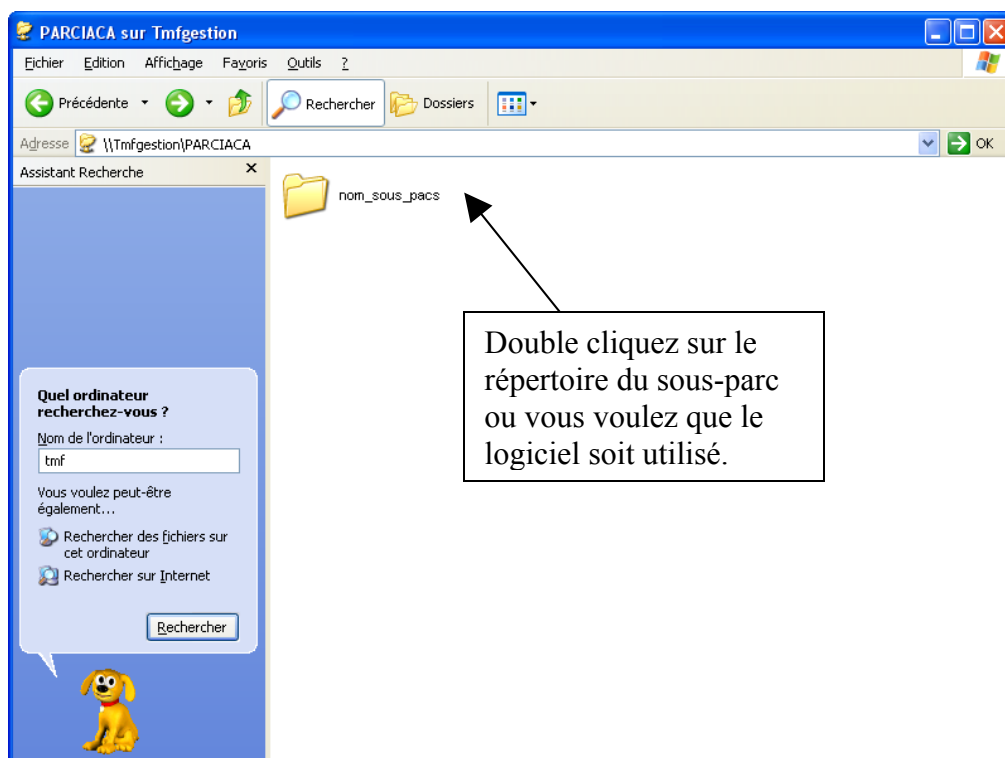 PARCIACA sur Tmfgestion
Fichier Edition Affichage Favoris Outils ?
Précédente Rechercher Dossiers
Adresse \\Tmfgestion\PARCIACA OK
Assistant Recherche
nom_sous_pacs
Double cliquez sur le
répertoire du sous-parc
ou vous voulez que le
logiciel soit utilisé.
Quel ordinateur
recherchez-vous ?
Nom de l'ordinateur :
tmf
Vous voulez peut-être
également...
Rechercher des fichiers sur
cet ordinateur
Rechercher sur Internet
Rechercher